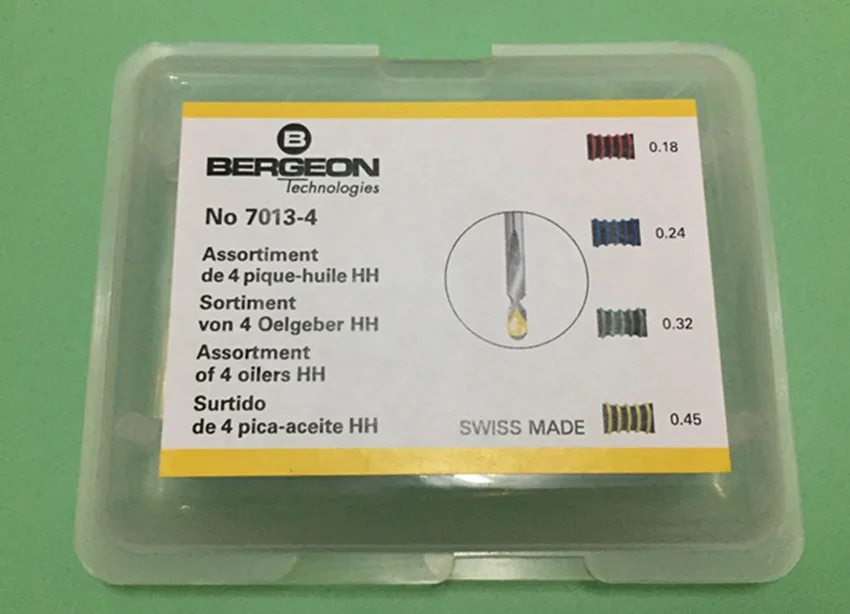 B
BERGEON
Technologies
No 7013-4
Assortiment
de 4 pique-huile HH
Sortiment
von 4 Oelgeber HH
Assortment
of 4 oilers HH
Surtido
de 4 pica-aceite HH
SWISS MADE
0.18
0.24
0.32
0.45